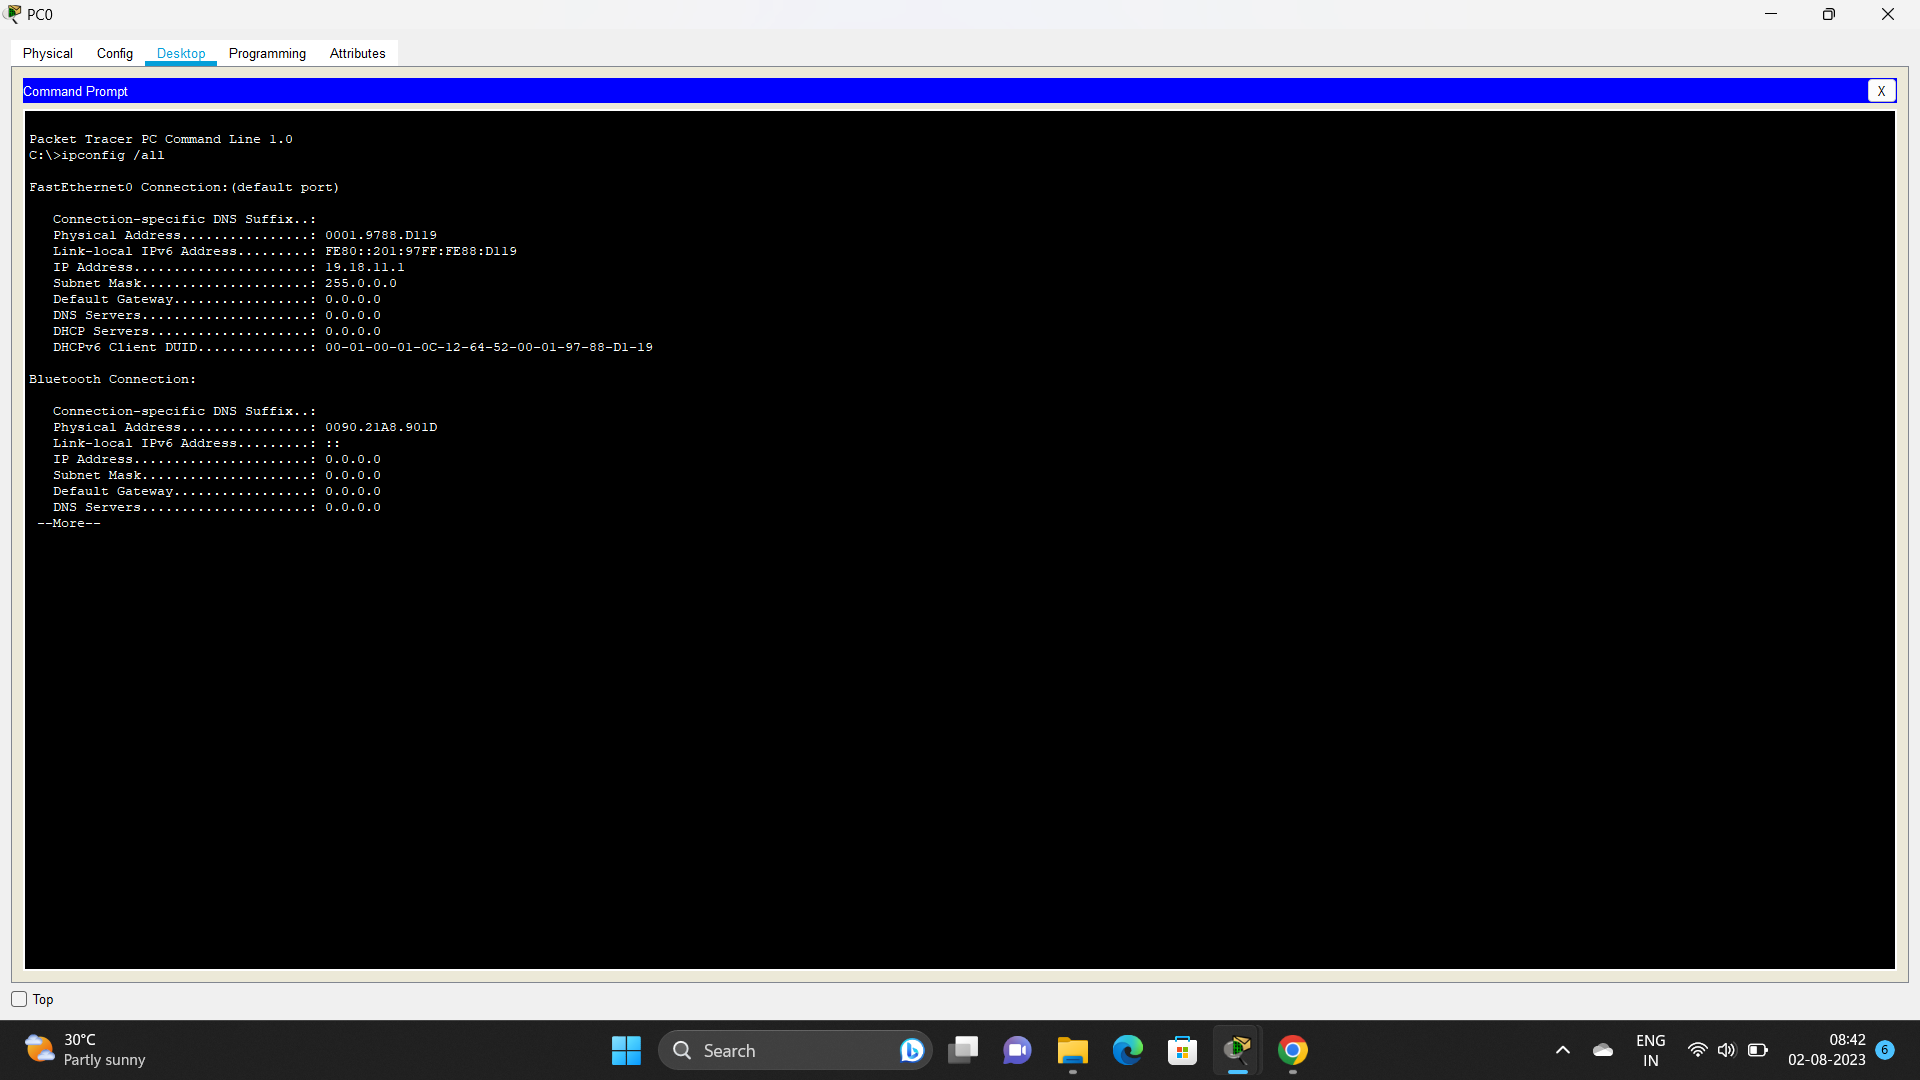 PC0
Physical Config Desktop Programming Attributes
Command Prompt
X
Packet Tracer PC Command Line 1.0
C:\>ipconfig /all
FastEthernet0 Connection:(default port)
Connection-specific DNS Suffix..:
Physical Address................: 0001.9788.D119
Link-local IPv6 Address.........: FE80::201:97FF:FE88:D119
IP Address......................: 19.18.11.1
Subnet Mask.....................: 255.0.0.0
Default Gateway.................: 0.0.0.0
DNS Servers.....................: 0.0.0.0
DHCP Servers....................: 0.0.0.0
DHCPv6 Client DUID..............: 00-01-00-01-0C-12-64-52-00-01-97-88-D1-19
Bluetooth Connection:
Connection-specific DNS Suffix..:
Physical Address................: 0090.21A8.901D
Link-local IPv6 Address.........: ::
IP Address......................: 0.0.0.0
Subnet Mask.....................: 0.0.0.0
Default Gateway.................: 0.0.0.0
DNS Servers.....................: 0.0.0.0
--More--
Top
30°C
Partly sunny
Search
ENG
IN
08:42
02-08-2023
6